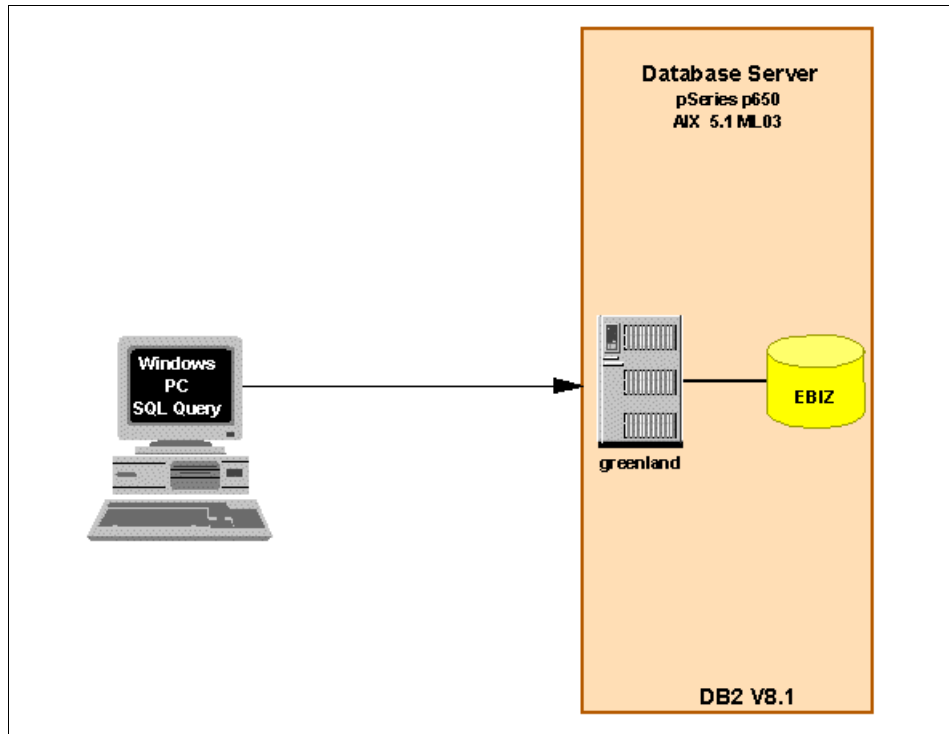 Database Server
pSeries p650
AIX 5.1 ML03
Windows
PC
SQL Query
EBIZ
greenland
DB2 V8.1